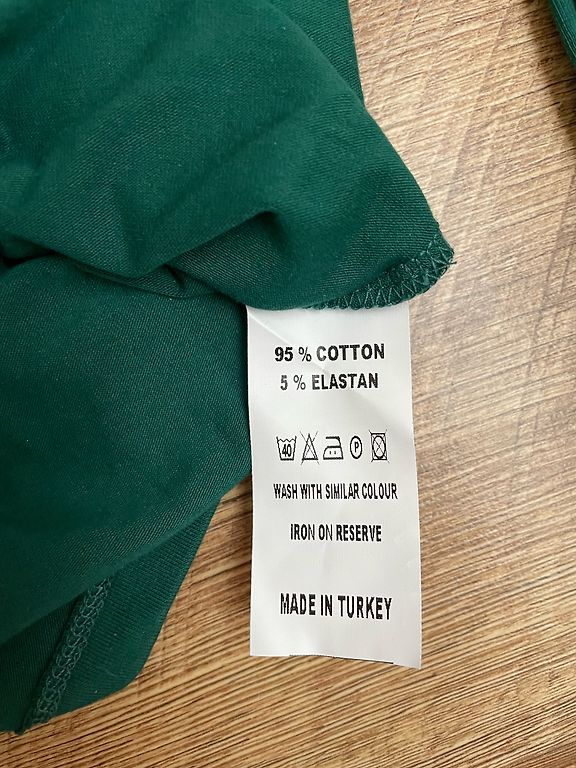 95 % COTTON
5 % ELASTAN
40 P
WASH WITH SIMILAR COLOUR
IRON ON RESERVE
MADE IN TURKEY